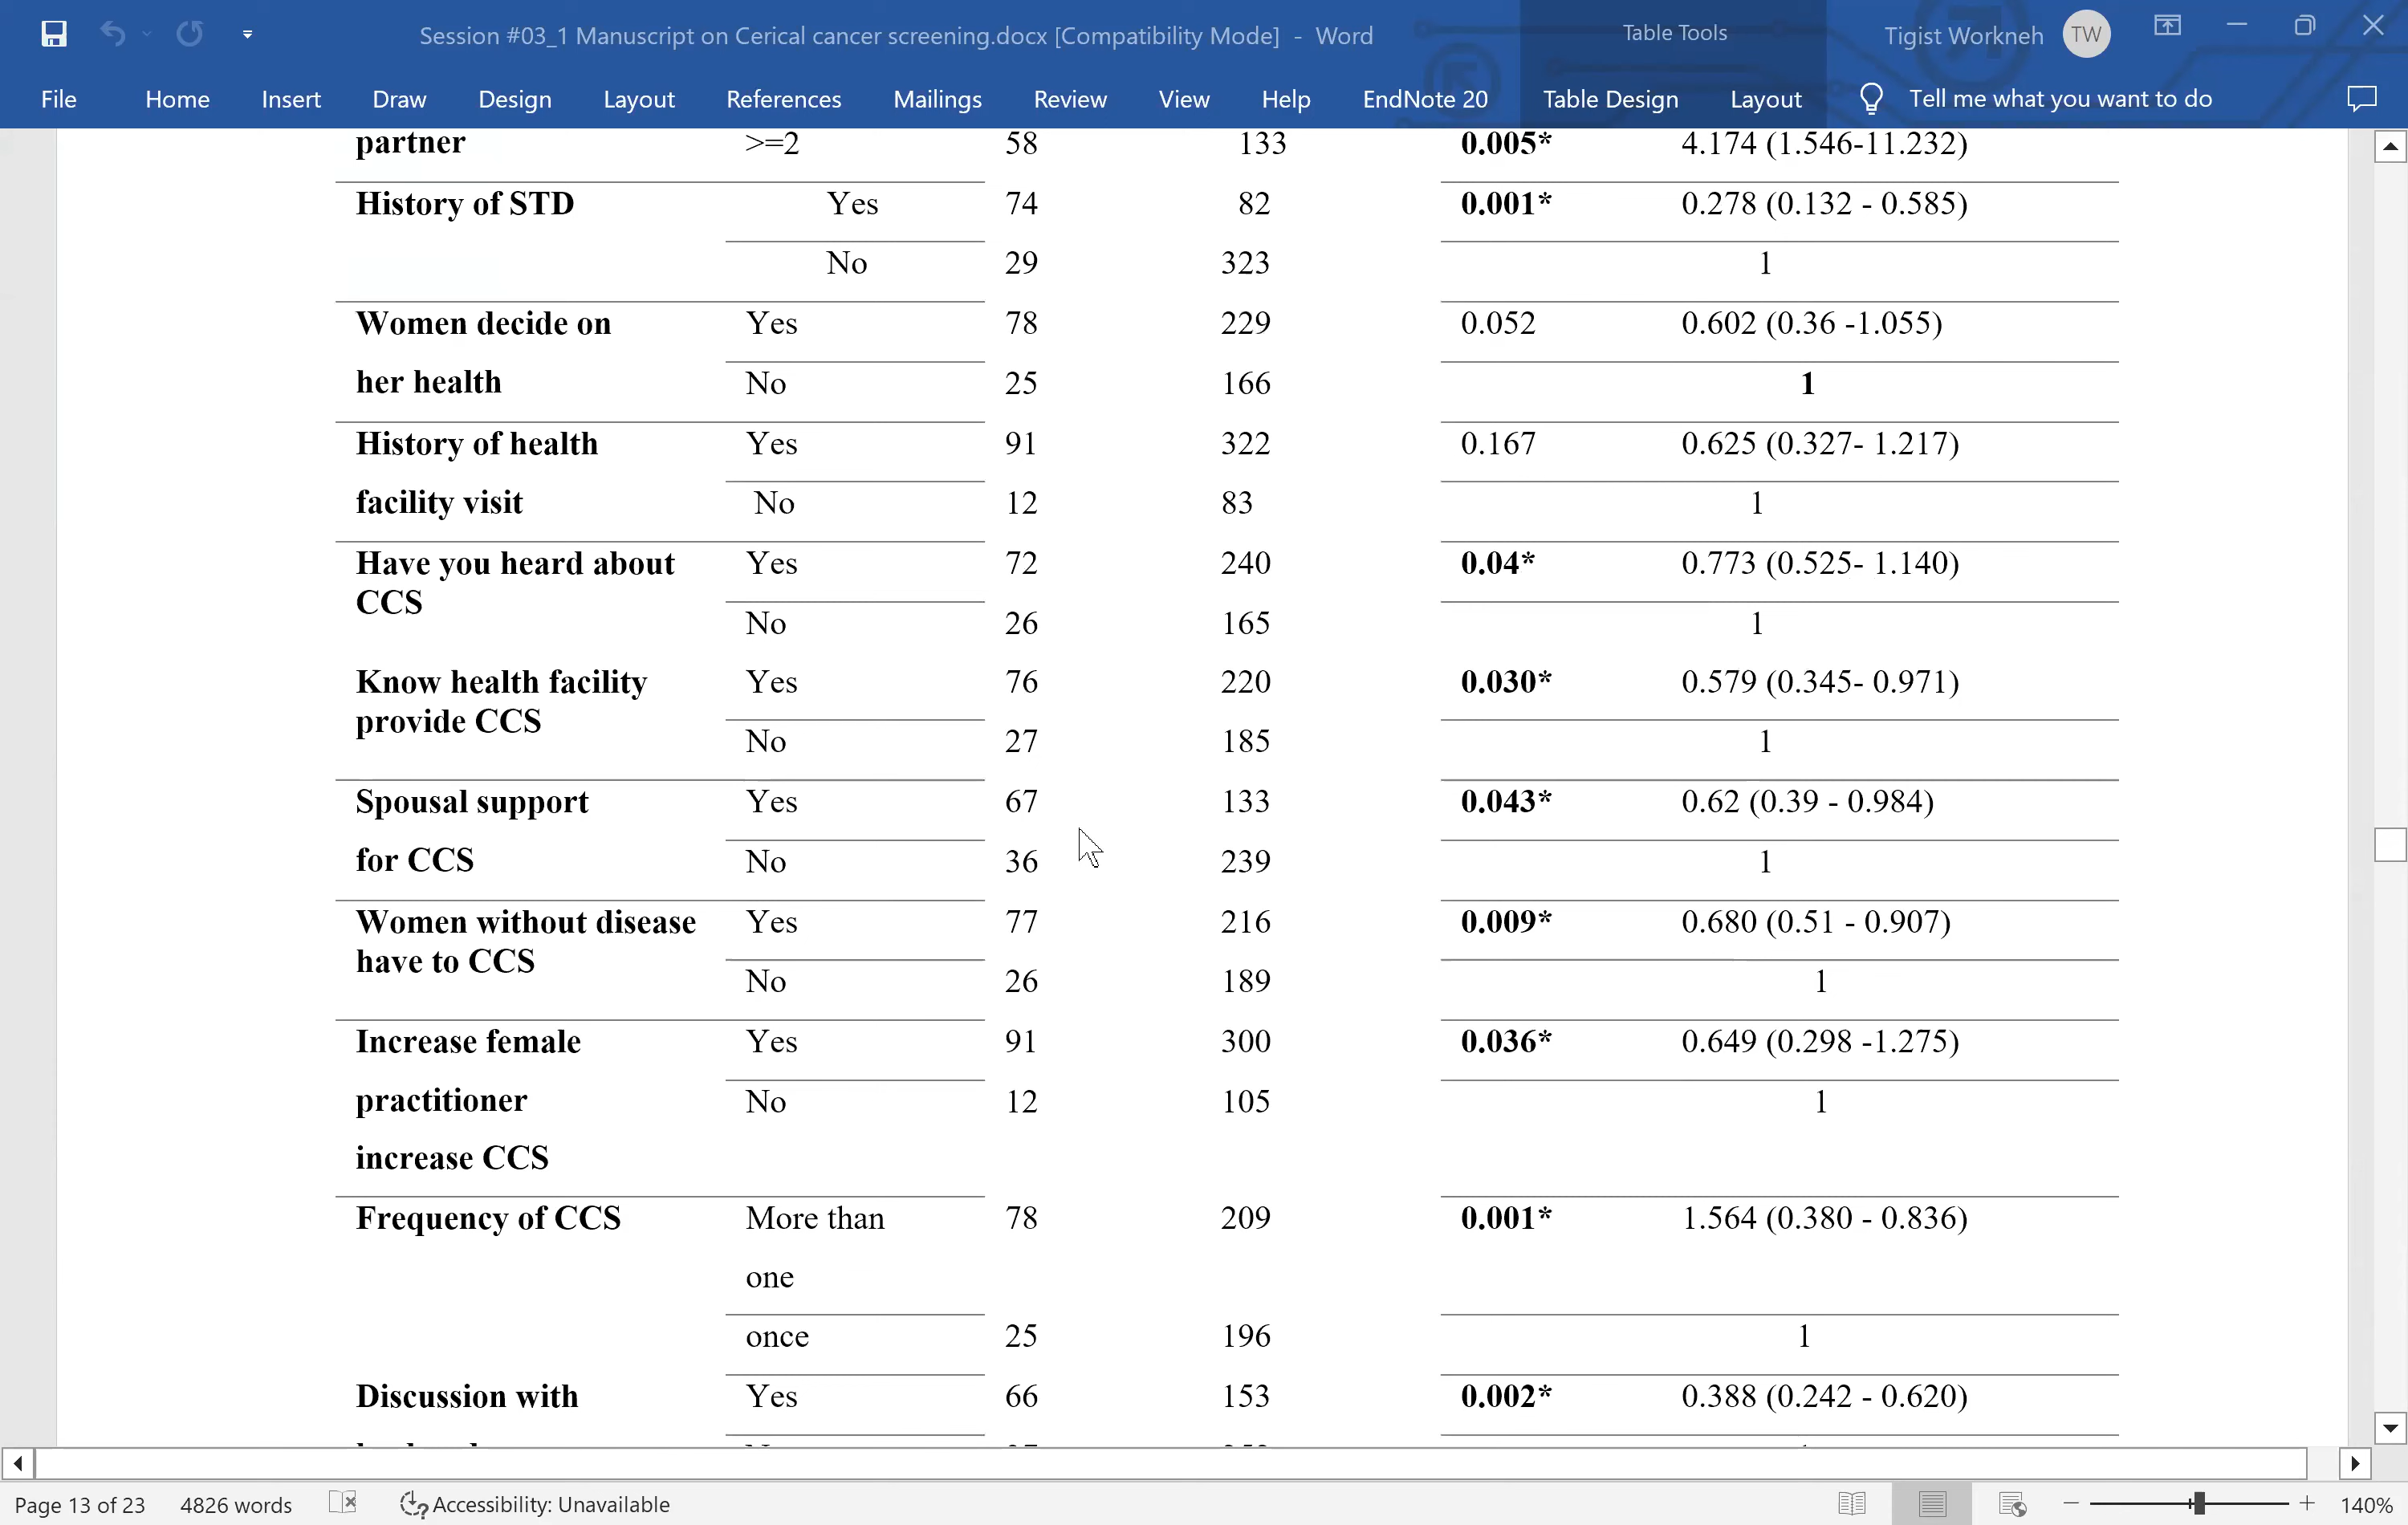 Session #03_1 Manuscript on Cerical cancer screening.docx [Compatibility Mode] - Word
Table Tools
Tigist Workneh TW
File Home Insert Draw Design Layout References Mailings Review View Help EndNote 20 Table Design Layout Tell me what you want to do
partner >=2 58 133 0.005* 4.174 (1.546-11.232)
History of STD Yes 74 82 0.001* 0.278 (0.132 - 0.585)
No 29 323 1
Women decide on Yes 78 229 0.052 0.602 (0.36 -1.055)
her health No 25 166 1
History of health Yes 91 322 0.167 0.625 (0.327- 1.217)
facility visit No 12 83 1
Have you heard about Yes 72 240 0.04* 0.773 (0.525- 1.140)
CCS
No 26 165 1
Know health facility Yes 76 220 0.030* 0.579 (0.345- 0.971)
provide CCS
No 27 185 1
Spousal support Yes 67 133 0.043* 0.62 (0.39 - 0.984)
for CCS No 36 239 1
Women without disease Yes 77 216 0.009* 0.680 (0.51 - 0.907)
have to CCS
No 26 189 1
Increase female Yes 91 300 0.036* 0.649 (0.298 -1.275)
practitioner No 12 105 1
increase CCS
Frequency of CCS More than 78 209 0.001* 1.564 (0.380 - 0.836)
one
once 25 196 1
Discussion with Yes 66 153 0.002* 0.388 (0.242 - 0.620)
Page 13 of 23 4826 words Accessibility: Unavailable 140%